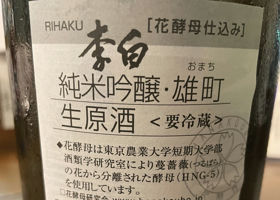 RIHAKU
[花酵母仕込み]
李白
おまち
純米吟醸・雄町
生原酒 <要冷蔵>
◆花酵母は東京農業大学短期大学部
酒類学研究室により蔓薔薇(つるばら)
の花から分離された酵母(HNG-5)
を使用しています。